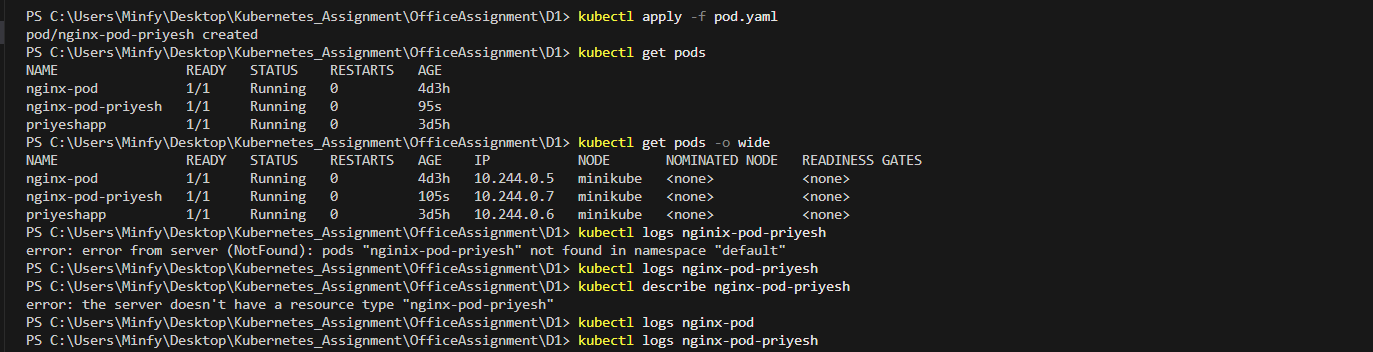 PS C:\Users\Minfy\Desktop\Kubernetes_Assignment\OfficeAssignment\D1> kubectl apply -f pod.yaml
pod/nginx-pod-priyesh created
PS C:\Users\Minfy\Desktop\Kubernetes_Assignment\OfficeAssignment\D1> kubectl get pods
NAME                READY   STATUS    RESTARTS   AGE
nginx-pod           1/1     Running   0          4d3h
nginx-pod-priyesh   1/1     Running   0          95s
priyeshapp          1/1     Running   0          3d5h
PS C:\Users\Minfy\Desktop\Kubernetes_Assignment\OfficeAssignment\D1> kubectl get pods -o wide
NAME                READY   STATUS    RESTARTS   AGE    IP           NODE       NOMINATED NODE   READINESS GATES
nginx-pod           1/1     Running   0          4d3h   10.244.0.5   minikube   <none>           <none>
nginx-pod-priyesh   1/1     Running   0          105s   10.244.0.7   minikube   <none>           <none>
priyeshapp          1/1     Running   0          3d5h   10.244.0.6   minikube   <none>           <none>
PS C:\Users\Minfy\Desktop\Kubernetes_Assignment\OfficeAssignment\D1> kubectl logs nginix-pod-priyesh
error: error from server (NotFound): pods "nginix-pod-priyesh" not found in namespace "default"
PS C:\Users\Minfy\Desktop\Kubernetes_Assignment\OfficeAssignment\D1> kubectl logs nginx-pod-priyesh
PS C:\Users\Minfy\Desktop\Kubernetes_Assignment\OfficeAssignment\D1> kubectl describe nginx-pod-priyesh
error: the server doesn't have a resource type "nginx-pod-priyesh"
PS C:\Users\Minfy\Desktop\Kubernetes_Assignment\OfficeAssignment\D1> kubectl logs nginx-pod
PS C:\Users\Minfy\Desktop\Kubernetes_Assignment\OfficeAssignment\D1> kubectl logs nginx-pod-priyesh